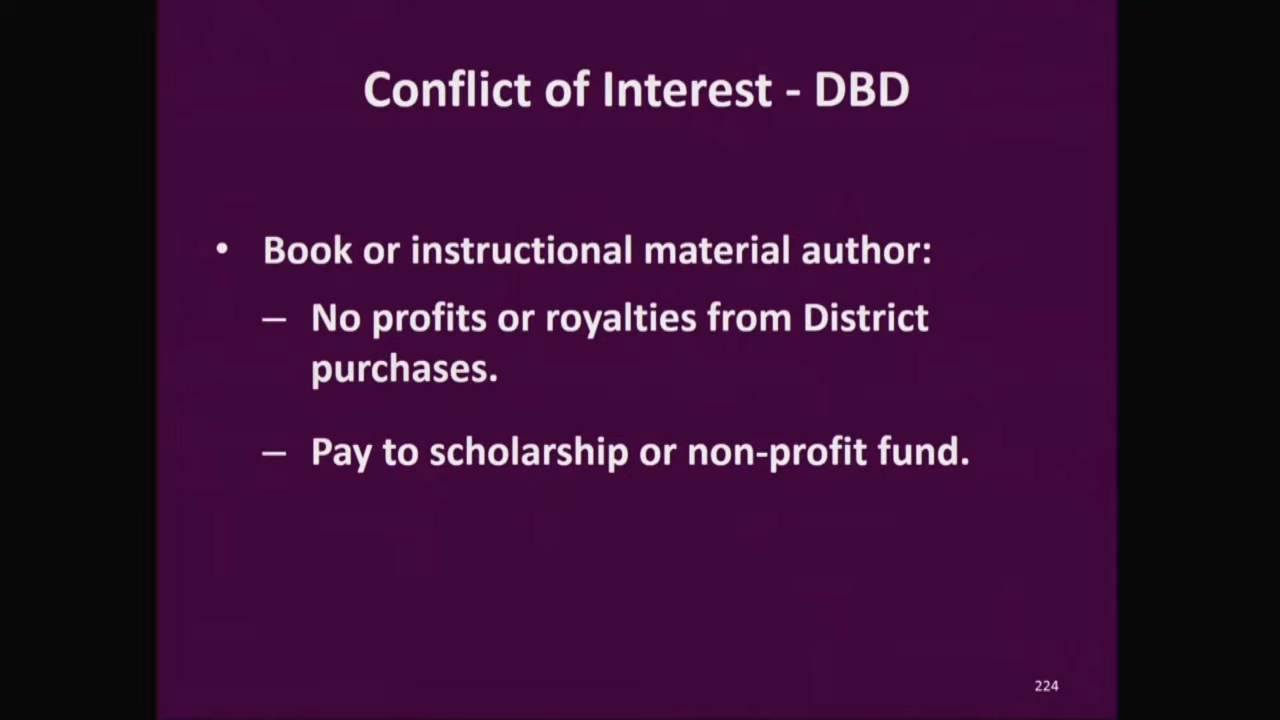 Conflict of Interest - DBD
• Book or instructional material author:
– No profits or royalties from District
purchases.
– Pay to scholarship or non-profit fund.
224